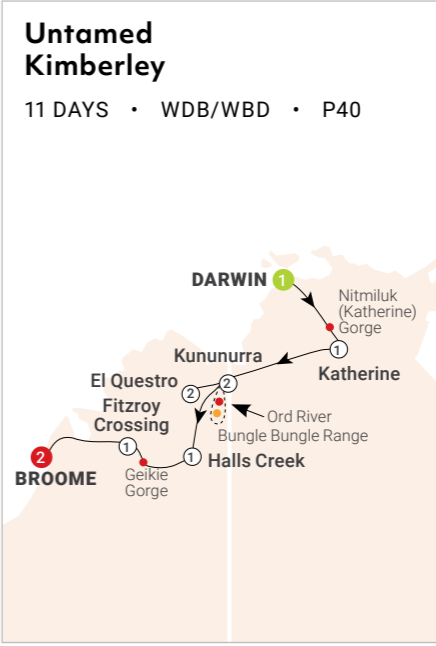 Untamed
Kimberley
11 DAYS • WDB/WBD • P40
DARWIN 1
Nitmiluk
(Katherine)
Gorge
1
Katherine
Kununurra
2
El Questro
2
Fitzroy
Crossing
1
Ord River
Bungle Bungle Range
Halls Creek
1
2
BROOME
Geikie
Gorge